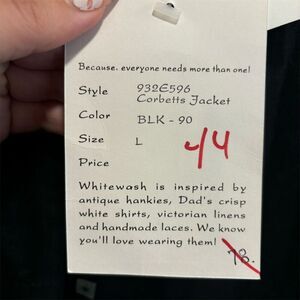 Because. everyone needs more than one!
Style 932E596
Corbetts Jacket
Color BLK - 90
Size L
44
Price
Whitewash is inspired by
antique hankies, Dad's crisp
white shirts, victorian linens
and handmade laces. We know
you'll love wearing them!
78.